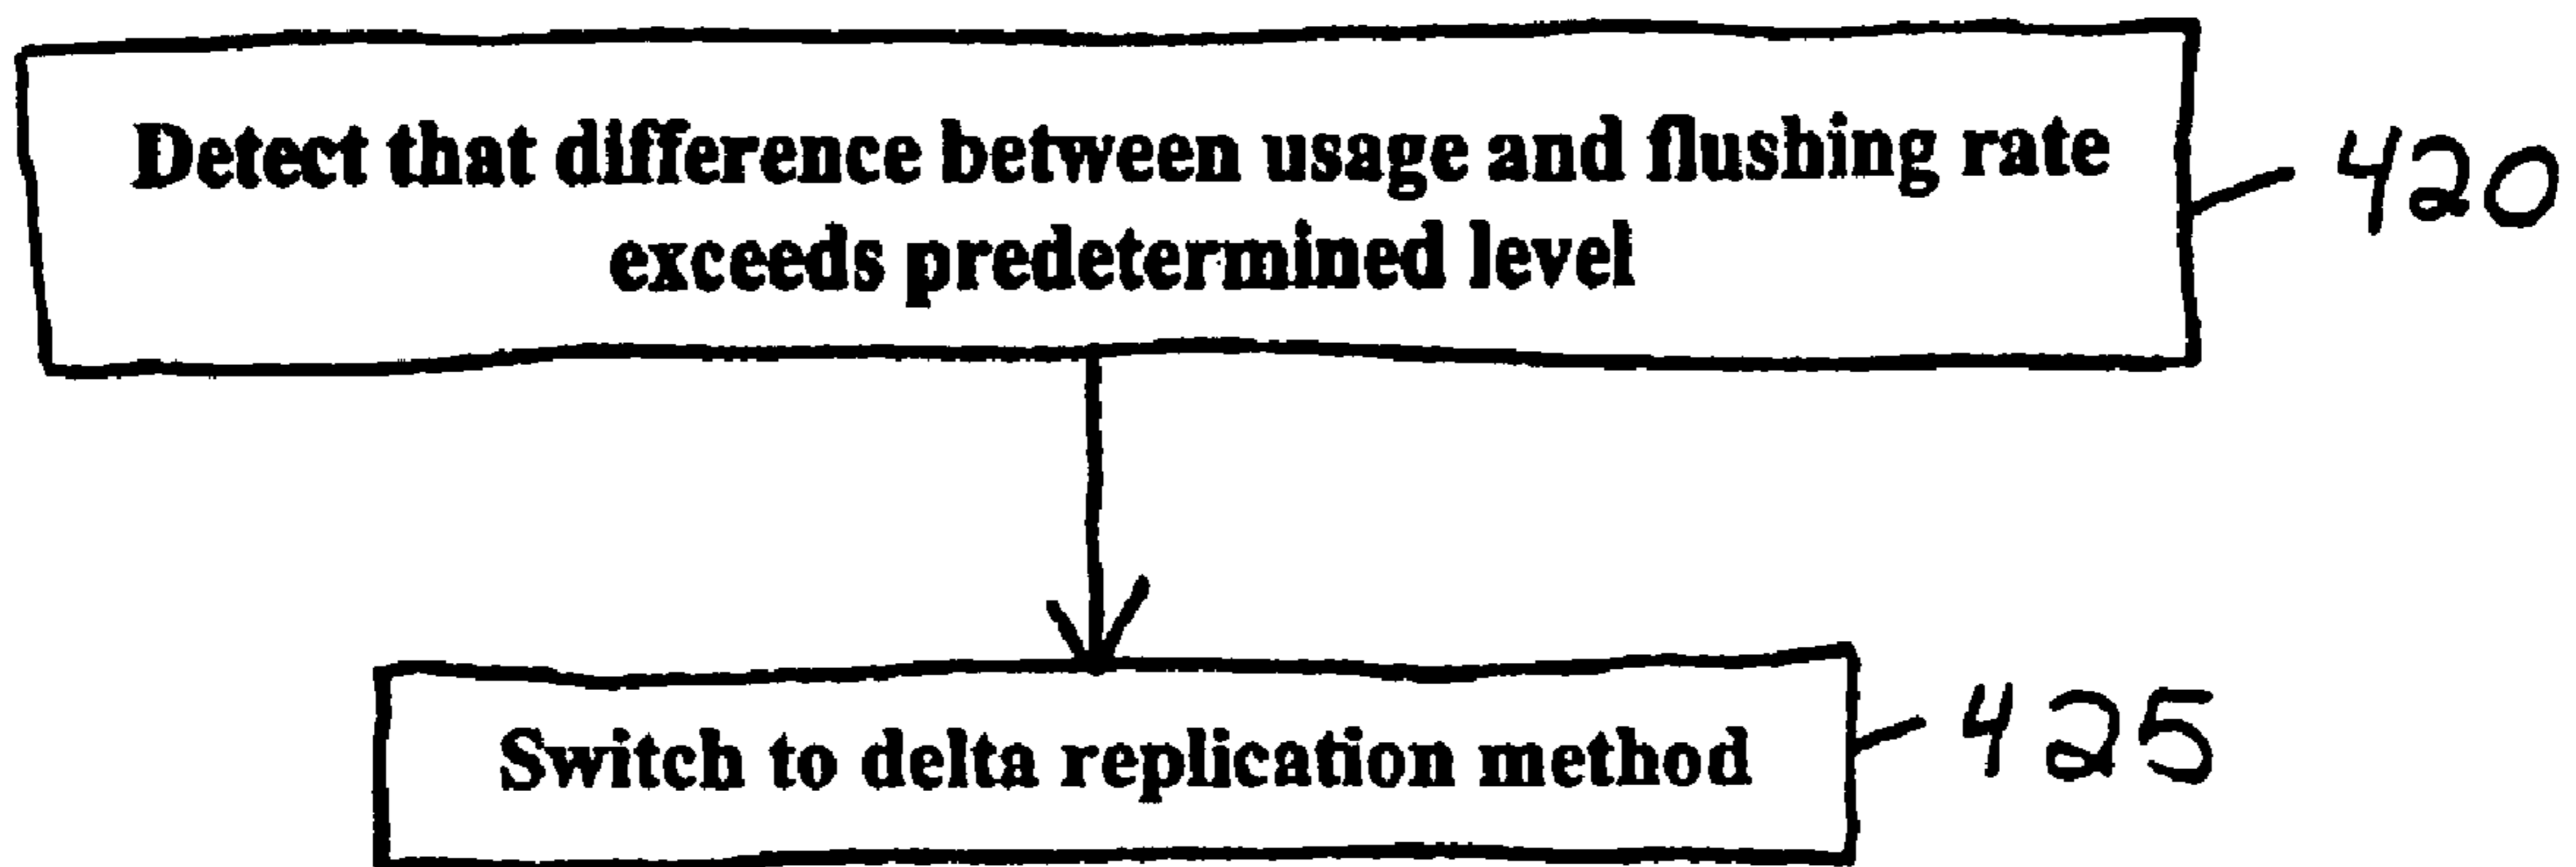 Detect that difference between usage and flushing rate
exceeds predetermined level
420
Switch to delta replication method
425